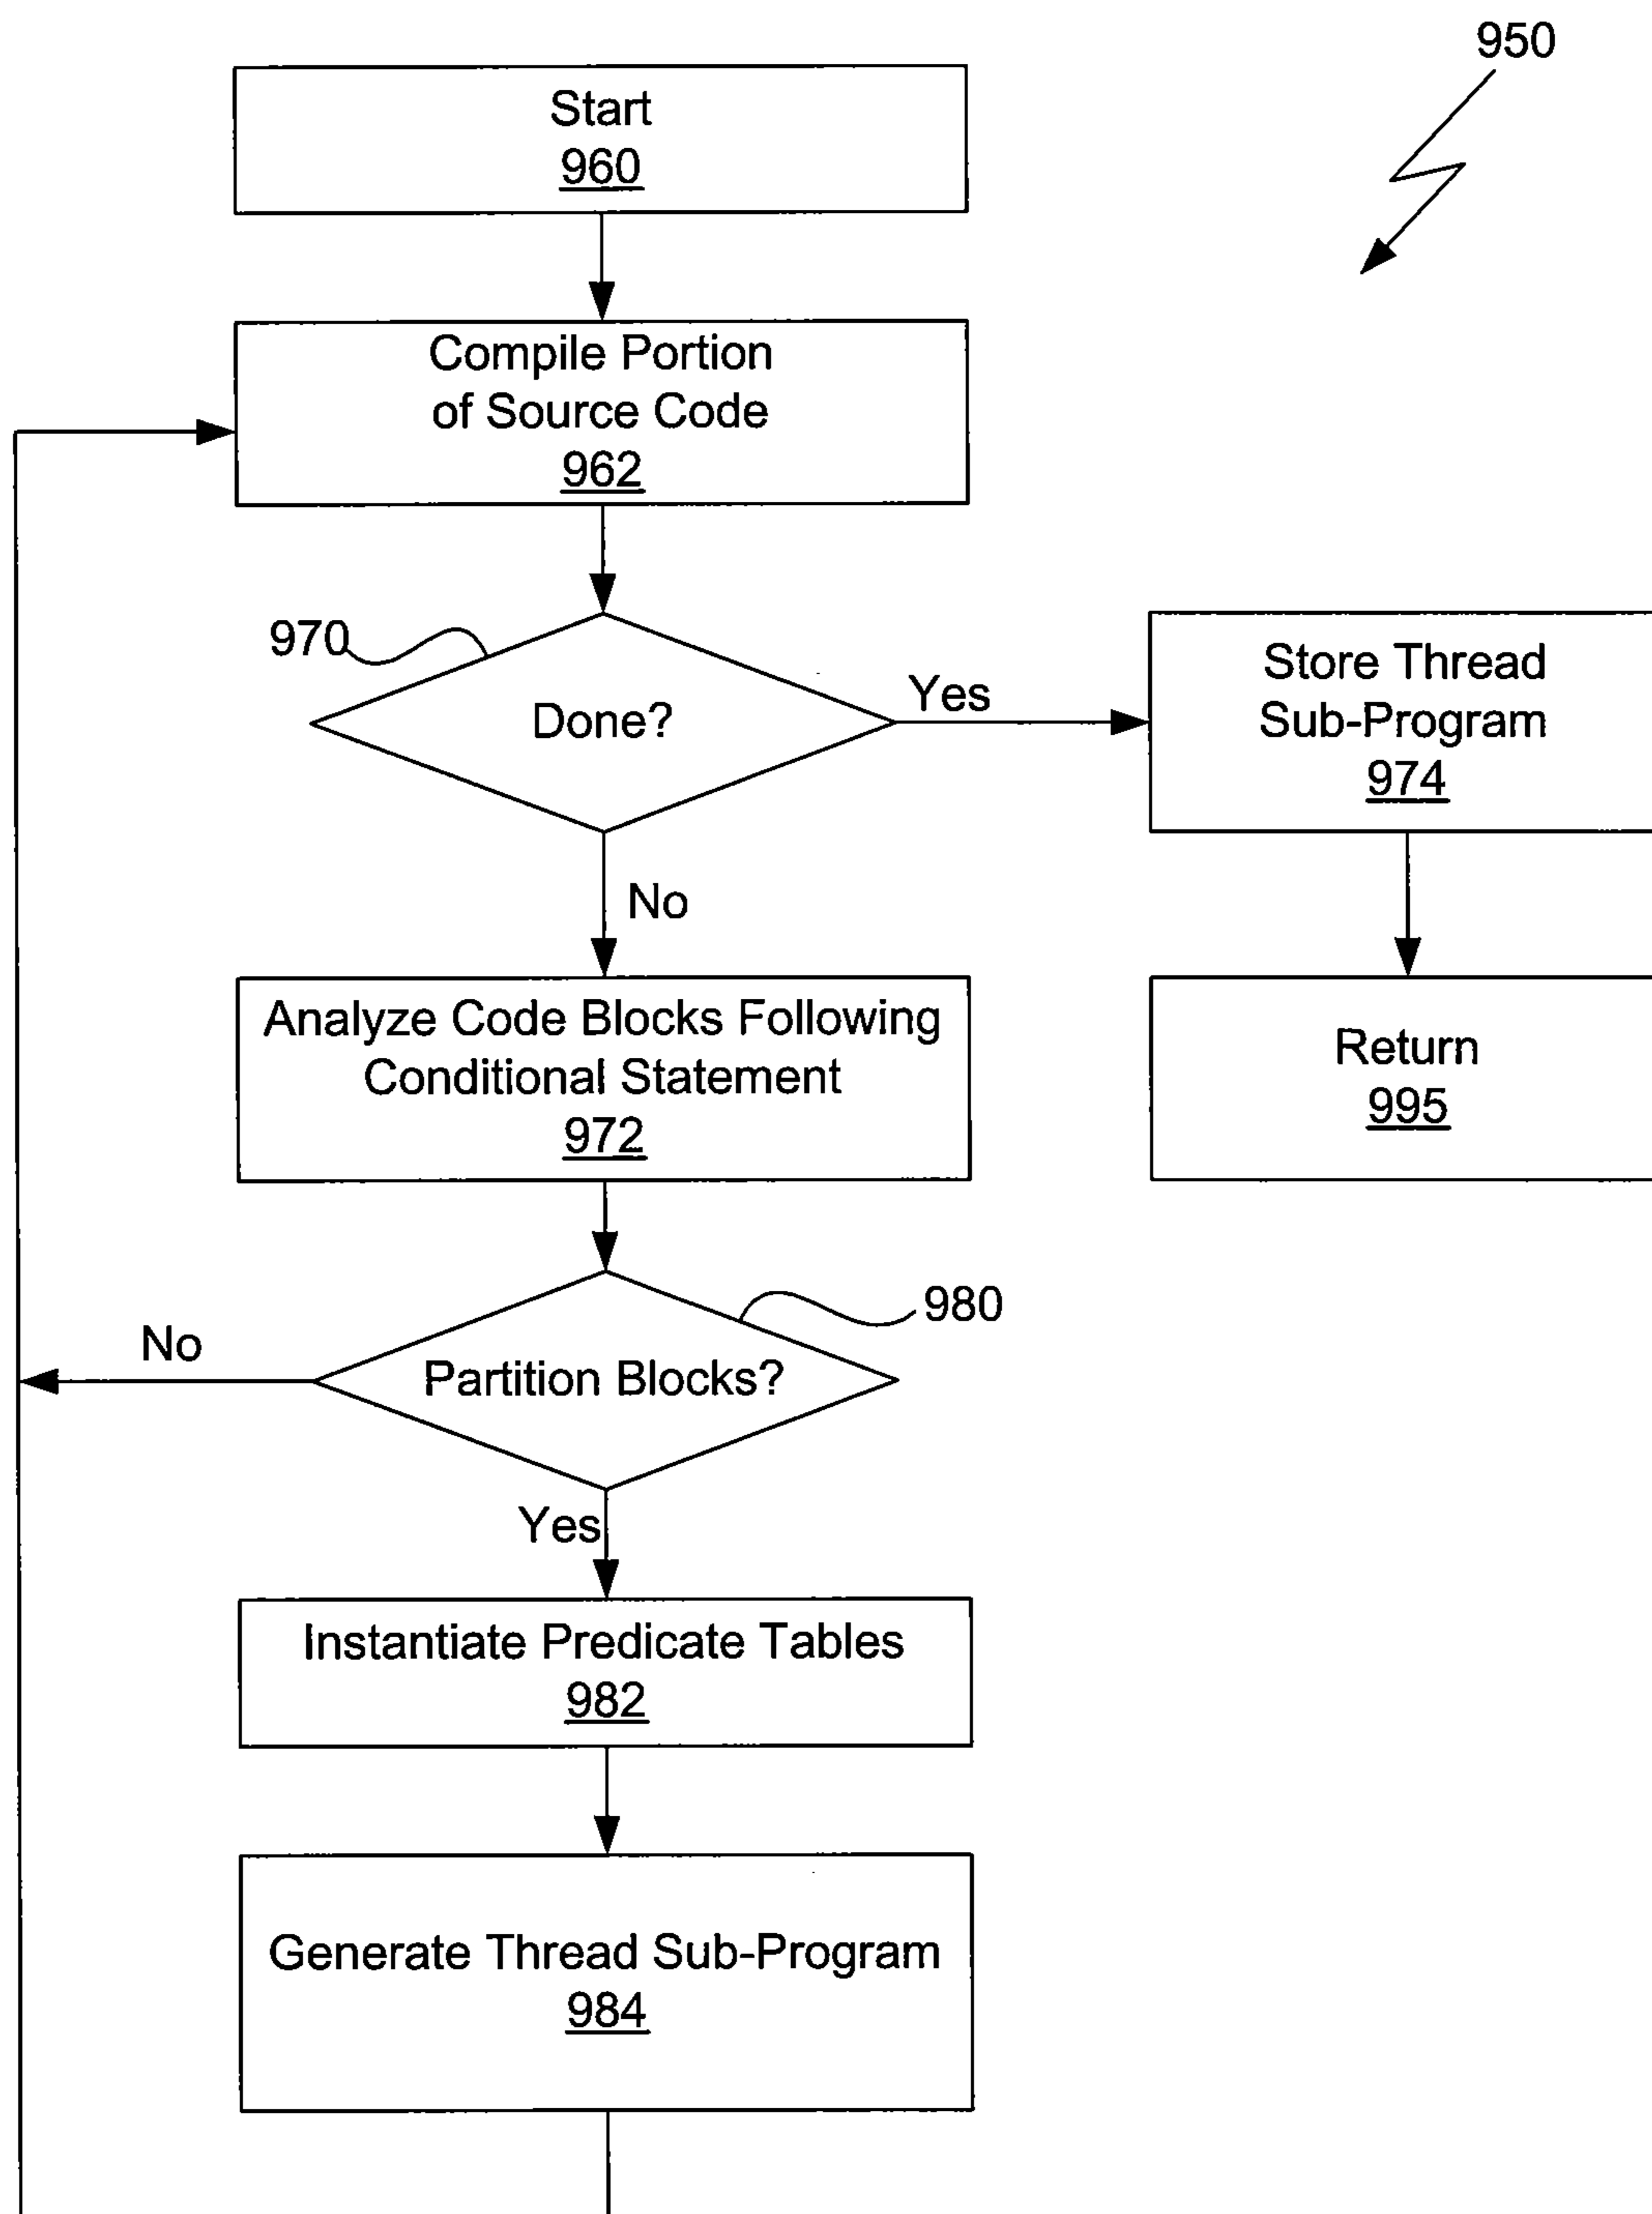 950
Start
960
Compile Portion
of Source Code
962
970
Done?
Yes
Store Thread
Sub-Program
974
No
Analyze Code Blocks Following
Conditional Statement
972
Return
995
980
No
Partition Blocks?
Yes
Instantiate Predicate Tables
982
Generate Thread Sub-Program
984